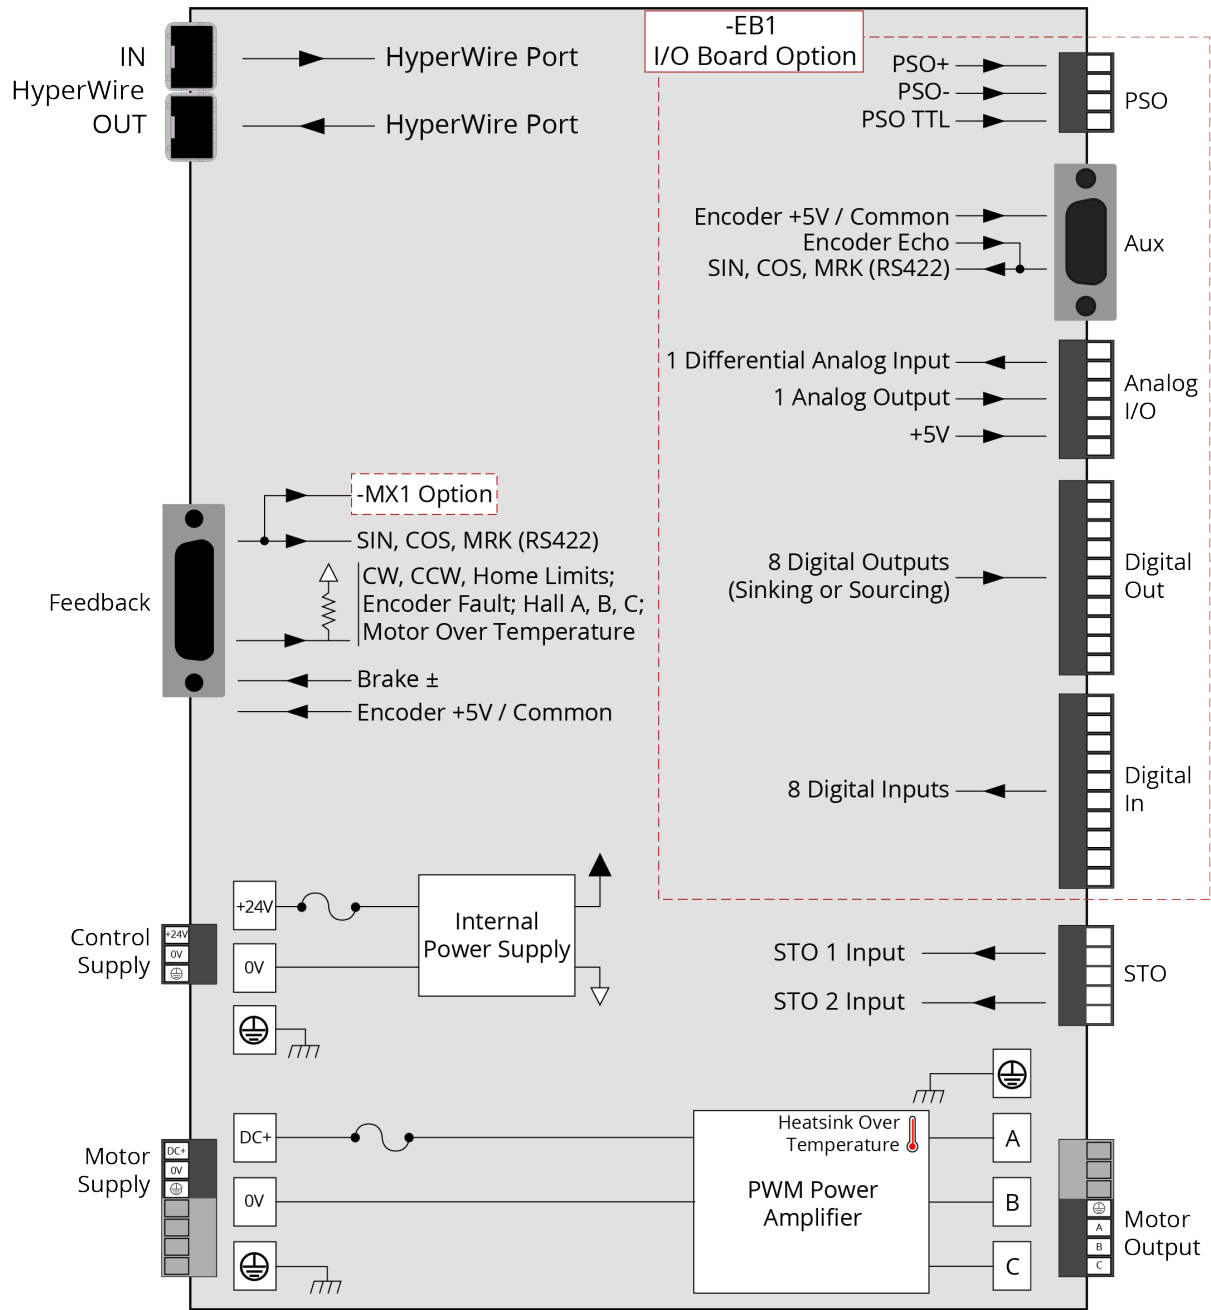 IN
HyperWire
OUT
HyperWire Port
HyperWire Port
-EB1
I/O Board Option
PSO+
PSO-
PSO TTL
PSO
Encoder +5V / Common
Encoder Echo
SIN, COS, MRK (RS422)
Aux
1 Differential Analog Input
1 Analog Output
+5V
Analog
I/O
-MX1 Option
SIN, COS, MRK (RS422)
CW, CCW, Home Limits;
Encoder Fault; Hall A, B, C;
Motor Over Temperature
Brake ±
Encoder +5V / Common
Feedback
8 Digital Outputs
(Sinking or Sourcing)
Digital
Out
8 Digital Inputs
Digital
In
Control
Supply
+24V
0V
+24V
0V
Internal
Power Supply
STO 1 Input
STO 2 Input
STO
Motor
Supply
DC+
0V
DC+
0V
Heatsink Over
Temperature
PWM Power
Amplifier
A
B
C
A
B
C
Motor
Output